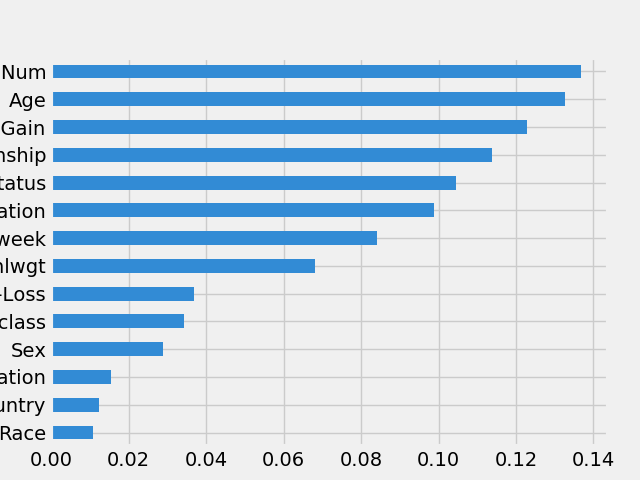 Num
Age
Gain
nship
tatus
ation
week
nlwgt
-Loss
class
Sex
ation
untry
Race
0.00 0.02 0.04 0.06 0.08 0.10 0.12 0.14